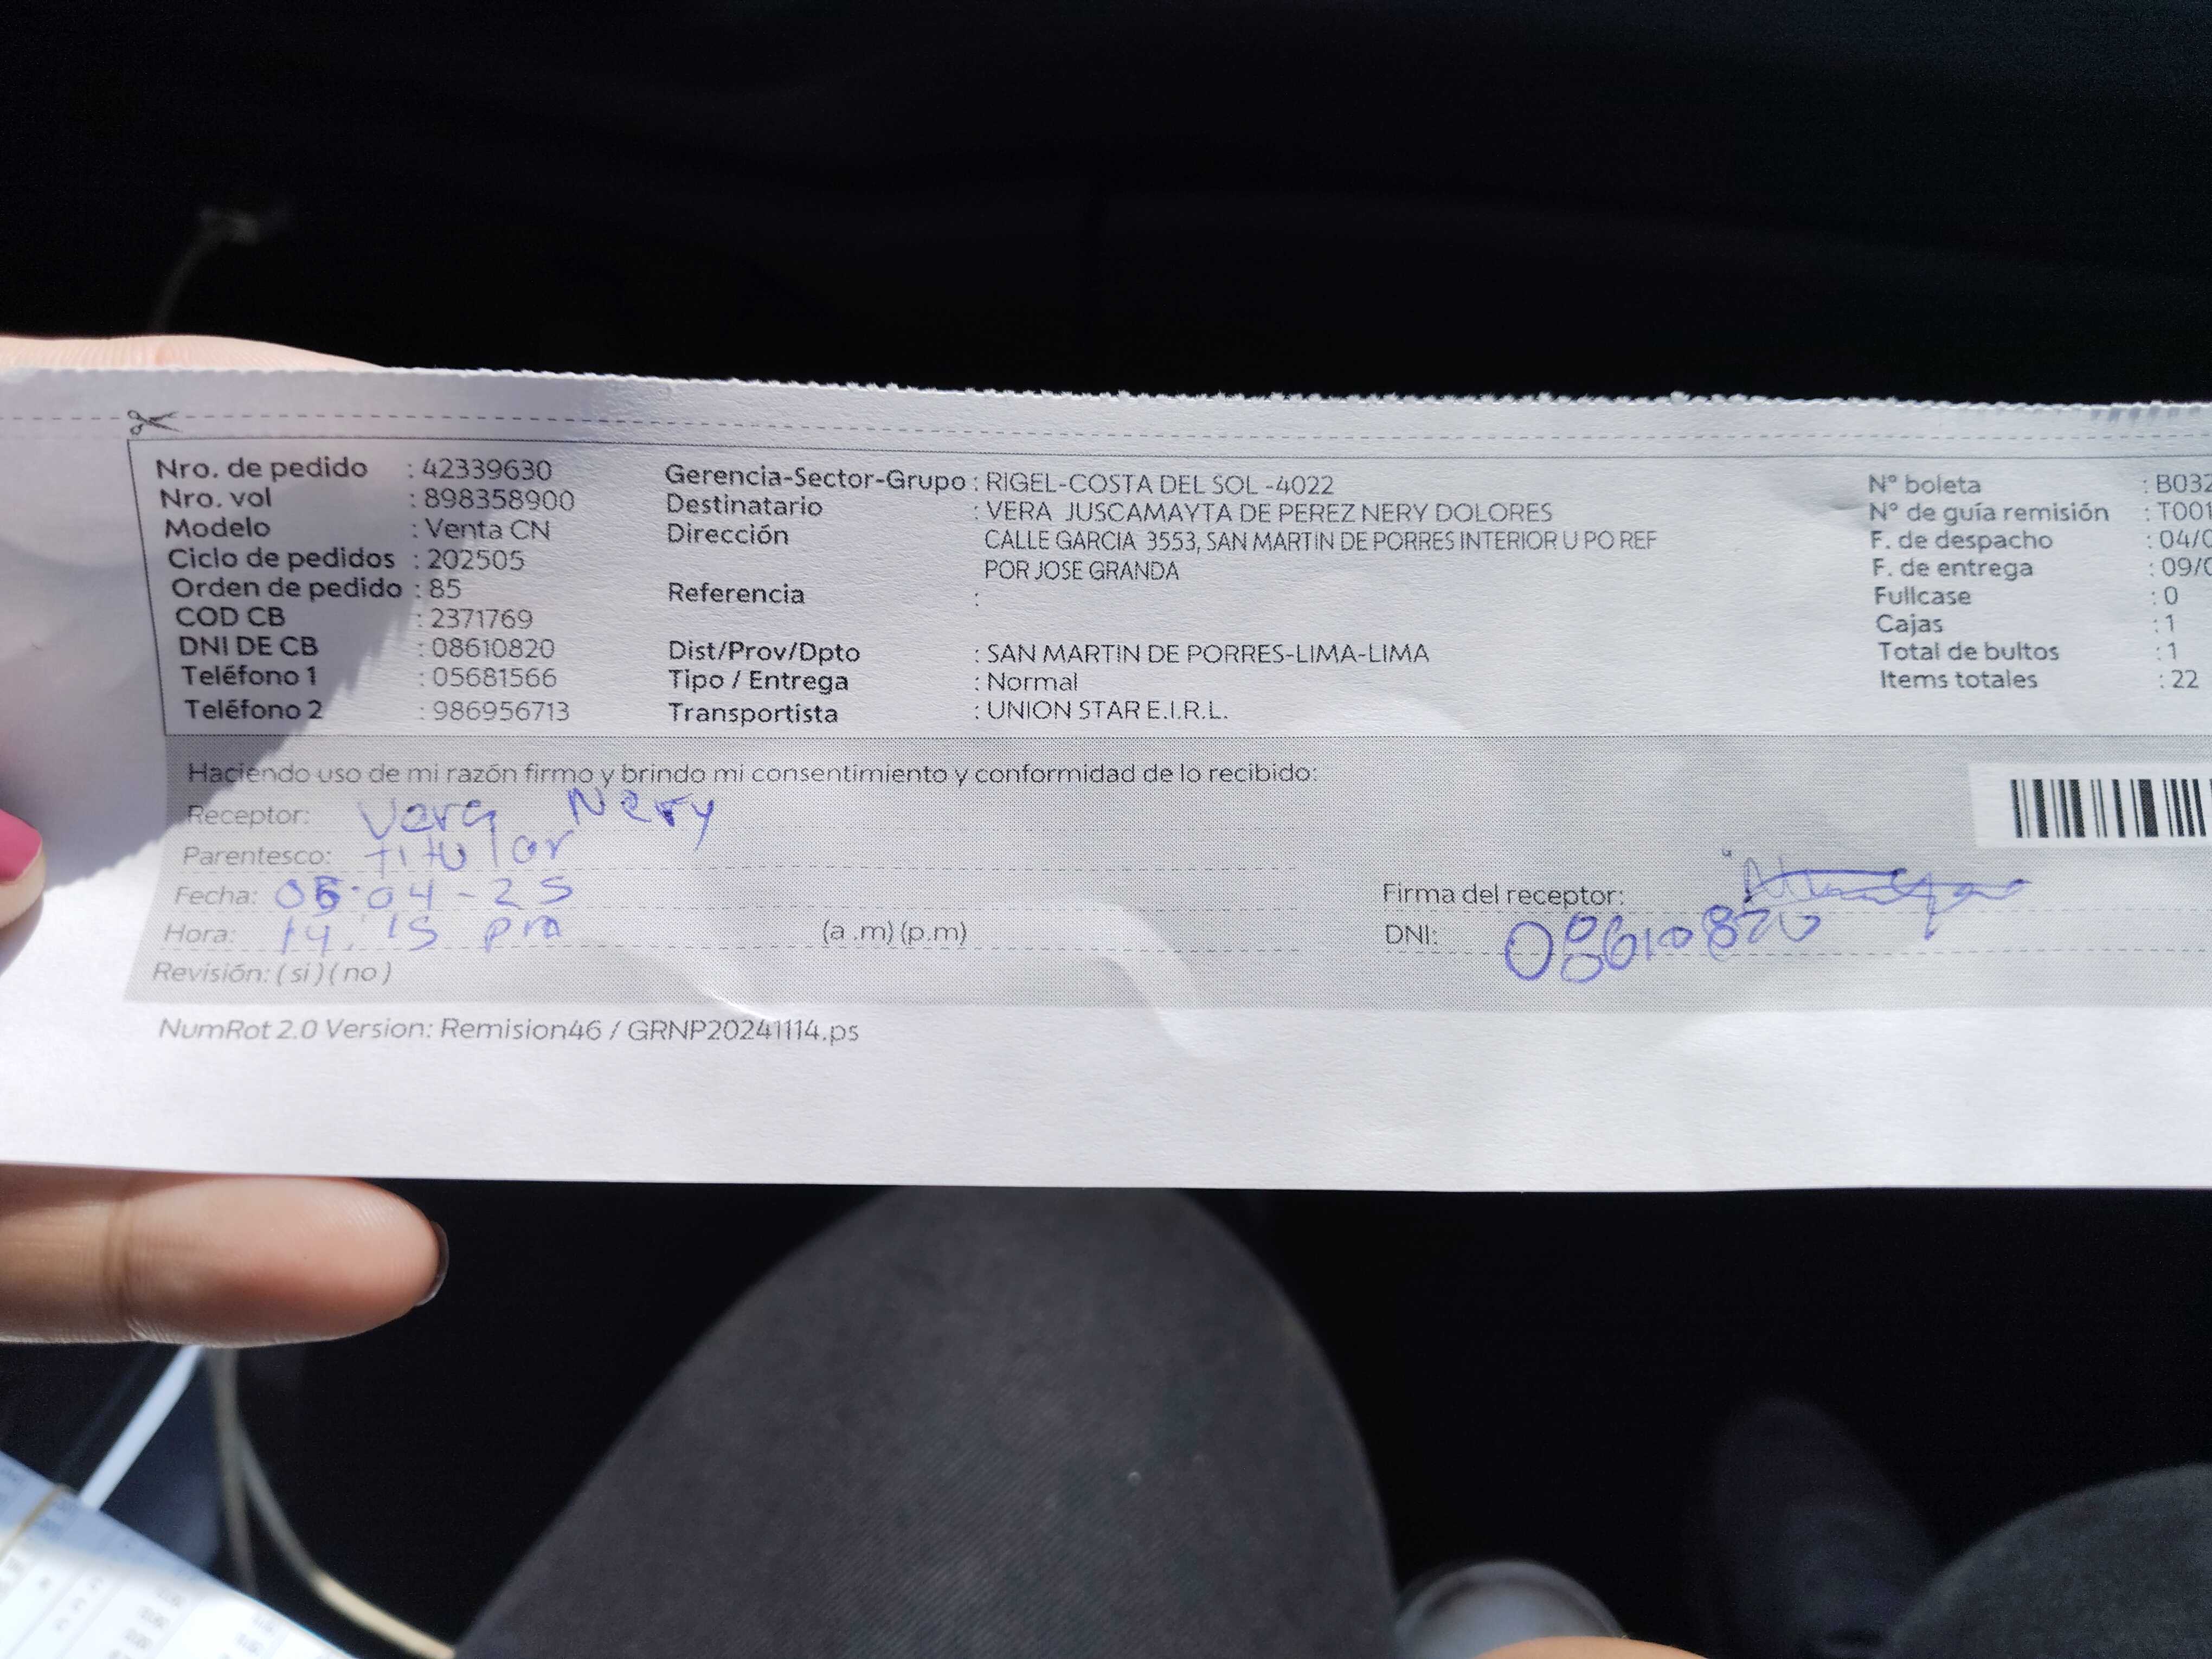 Nro. de pedido : 42339630
Nro. vol : 898358900
Modelo : Venta CN
Ciclo de pedidos : 202505
Orden de pedido : 85
COD CB : 2371769
DNI DE CB : 08610820
Teléfono 1 : 05681566
Teléfono 2 : 986956713
Gerencia-Sector-Grupo : RIGEL-COSTA DEL SOL -4022
Destinatario : VERA JUSCAMAYTA DE PEREZ NERY DOLORES
Dirección CALLE GARCIA 3553, SAN MARTIN DE PORRES INTERIOR U PO REF
POR JOSE GRANDA
Referencia :
Dist/Prov/Dpto : SAN MARTIN DE PORRES-LIMA-LIMA
Tipo / Entrega : Normal
Transportista : UNION STAR E.I.R.L.
Nº boleta : B032
Nº de guía remisión : T001
F. de despacho : 04/0
F. de entrega : 09/0
Fullcase : 0
Cajas : 1
Total de bultos : 1
Items totales : 22
Haciendo uso de mi razón firmo y brindo mi consentimiento y conformidad de lo recibido:
Receptor: Vera Nery
Parentesco: titular
Fecha: 05-04-25
Hora: 14:15 pm (a .m) (p.m)
Revisión: ( si ) ( no )
Firma del receptor:
DNI: 08610820
NumRot 2.0 Version: Remision46 / GRNP20241114.ps